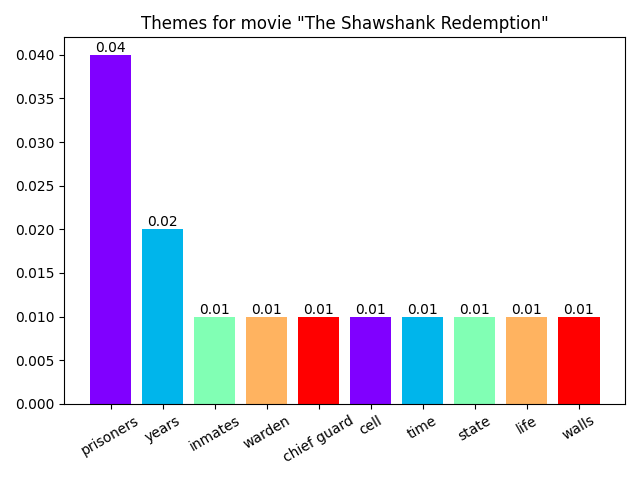 Themes for movie "The Shawshank Redemption"
0.040
0.035
0.030
0.025
0.020
0.015
0.010
0.005
0.000
0.04
0.02
0.01
0.01
0.01
0.01
0.01
0.01
0.01
0.01
prisoners
years
inmates
warden
chief guard
cell
time
state
life
walls